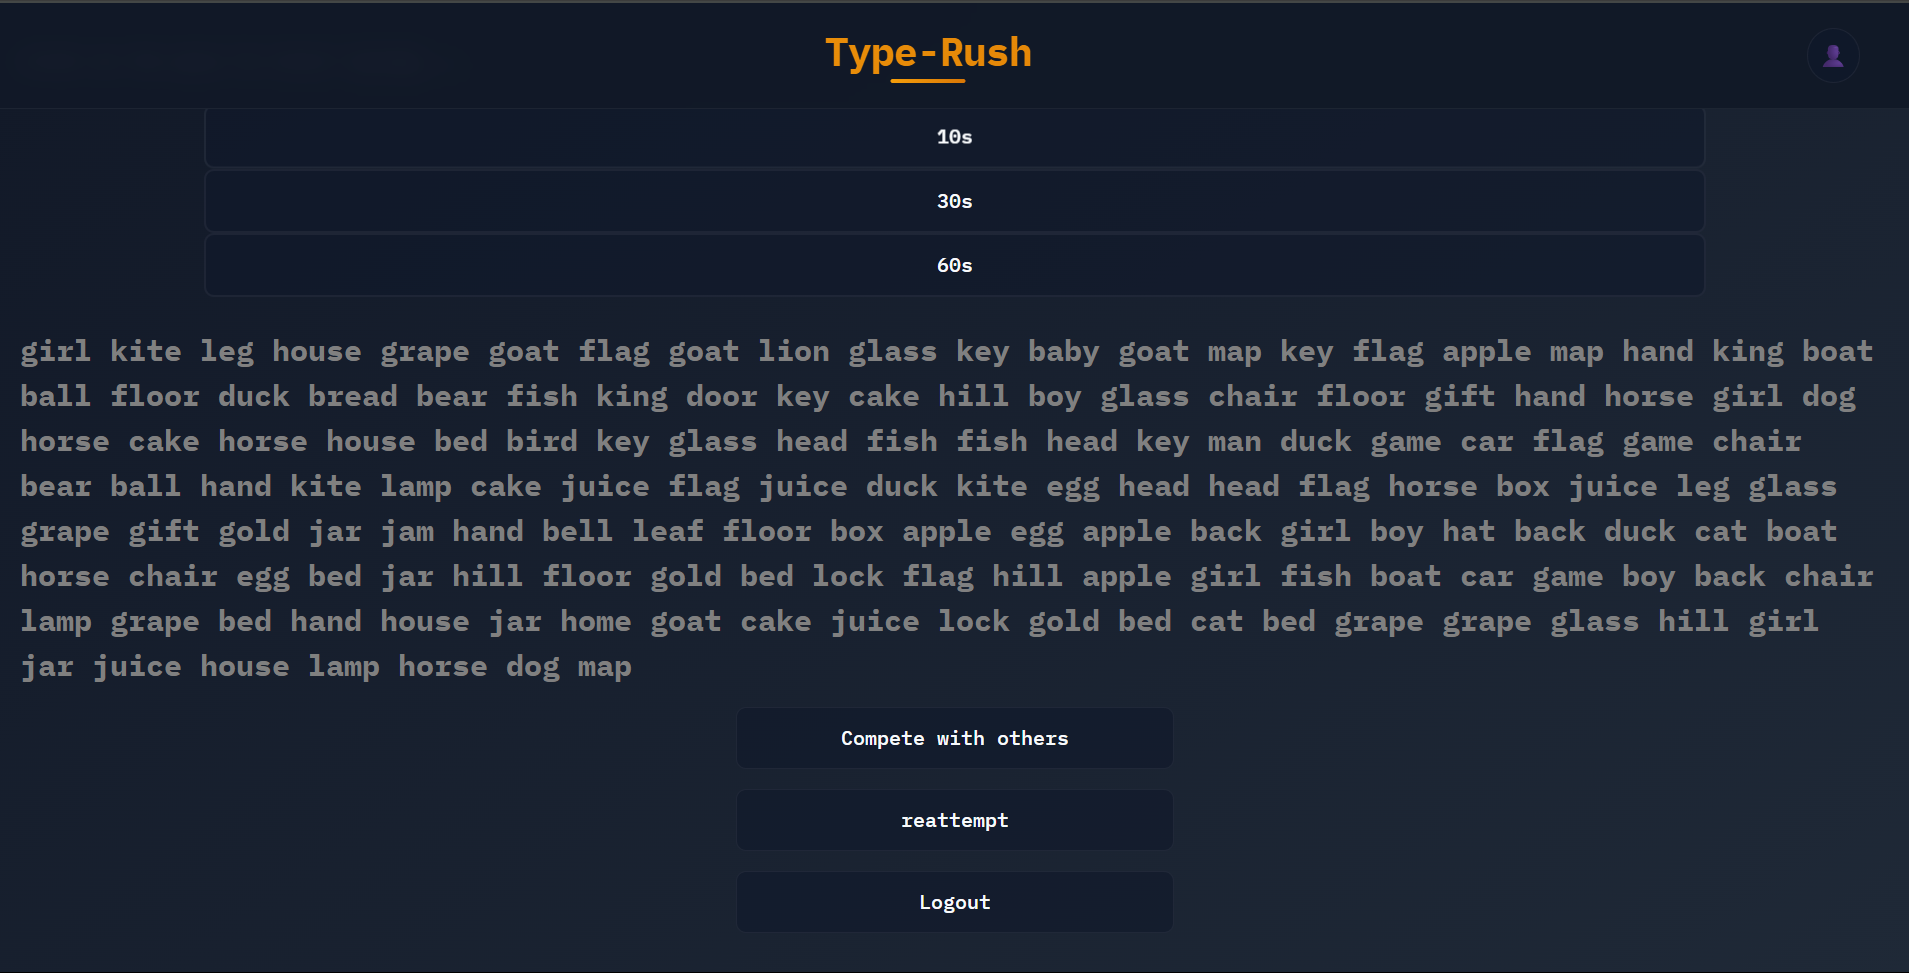 Type-Rush
10s
30s
60s
girl kite leg house grape goat flag goat lion glass key baby goat map key flag apple map hand king boat
ball floor duck bread bear fish king door key cake hill boy glass chair floor gift hand horse girl dog
horse cake horse house bed bird key glass head fish fish head key man duck game car flag game chair
bear ball hand kite lamp cake juice flag juice duck kite egg head head flag horse box juice leg glass
grape gift gold jar jam hand bell leaf floor box apple egg apple back girl boy hat back duck cat boat
horse chair egg bed jar hill floor gold bed lock flag hill apple girl fish boat car game boy back chair
lamp grape bed hand house jar home goat cake juice lock gold bed cat bed grape grape glass hill girl
jar juice house lamp horse dog map
Compete with others
reattempt
Logout